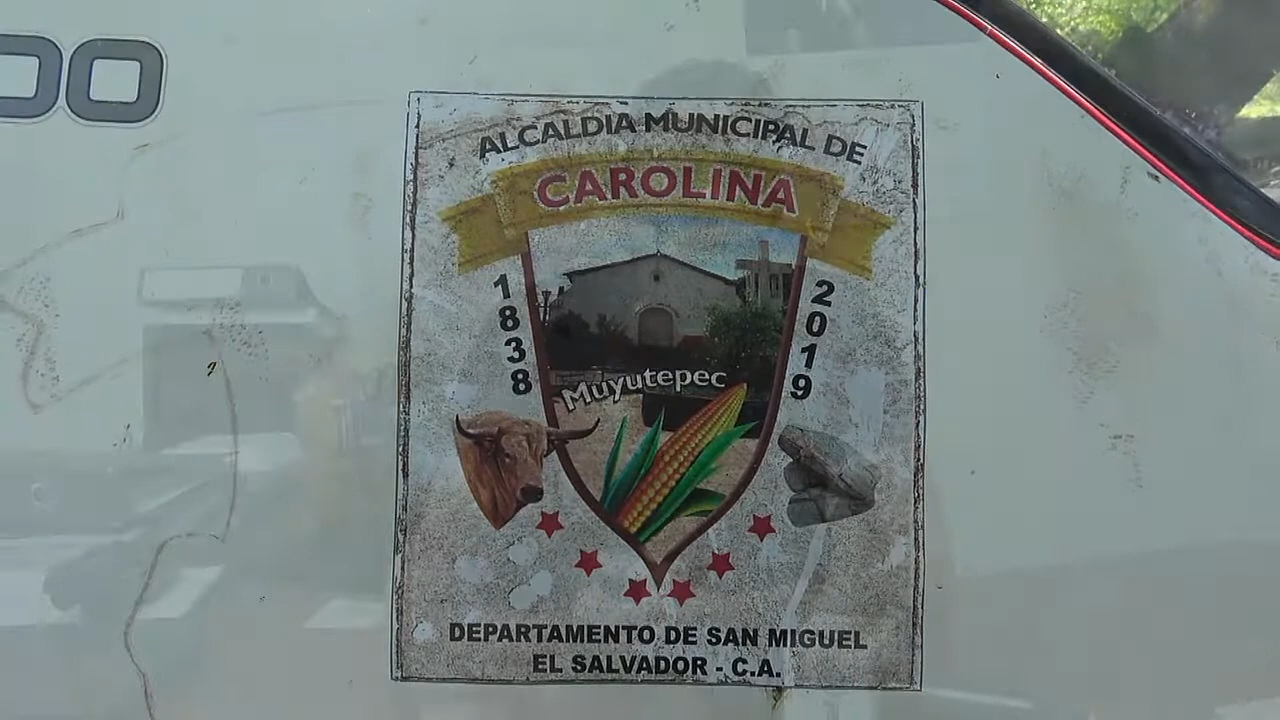 00
ALCALDIA MUNICIPAL DE
CAROLINA
1838
2019
Muyutepec
DEPARTAMENTO DE SAN MIGUEL
EL SALVADOR - C.A.